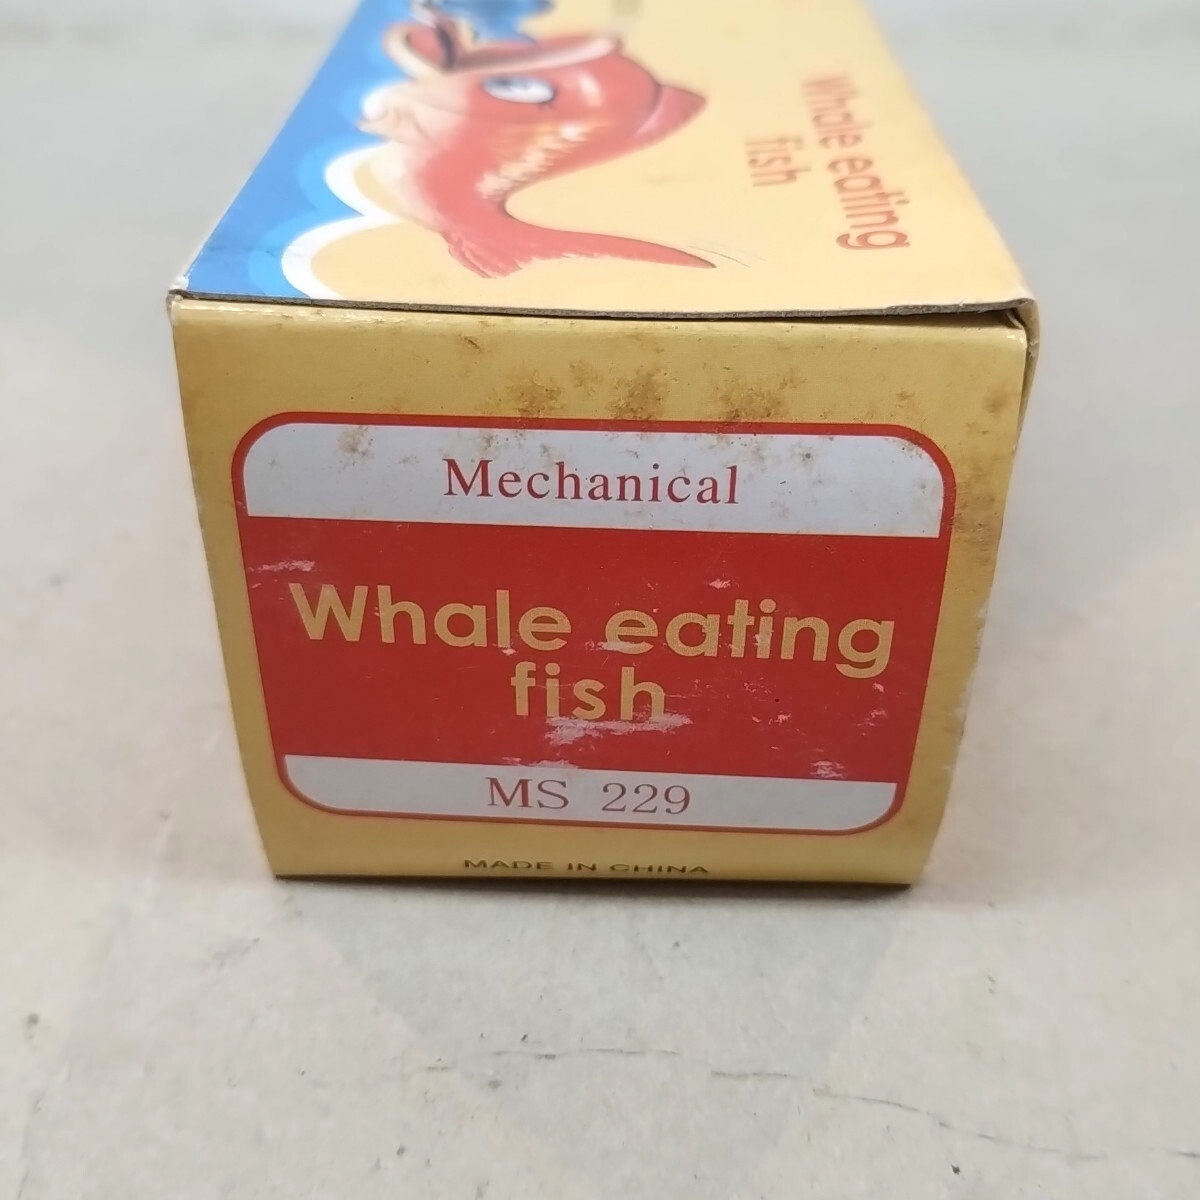 Whale eating
fish
Mechanical
Whale eating
fish
MS 229
MADE IN CHINA